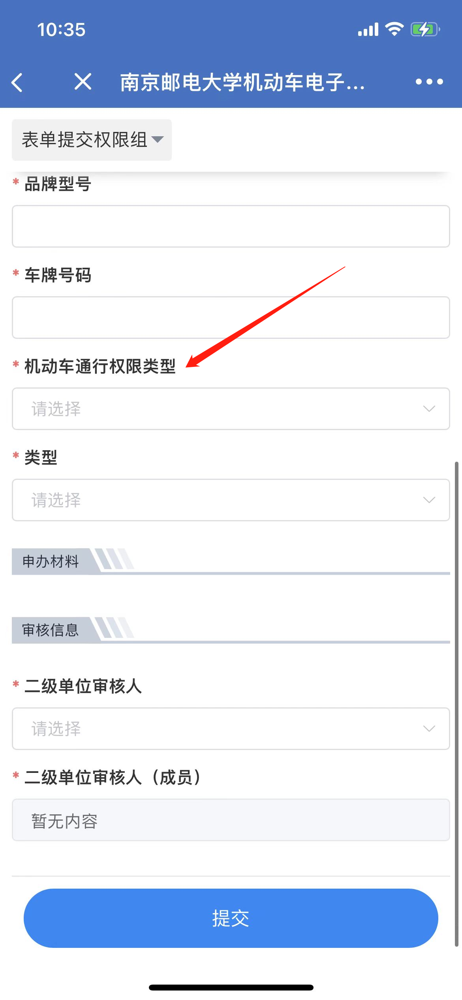 10:35
南京邮电大学机动车电子...
表单提交权限组
* 品牌型号
* 车牌号码
* 机动车通行权限类型
请选择
* 类型
请选择
申办材料
审核信息
* 二级单位审核人
请选择
* 二级单位审核人（成员）
暂无内容
提交